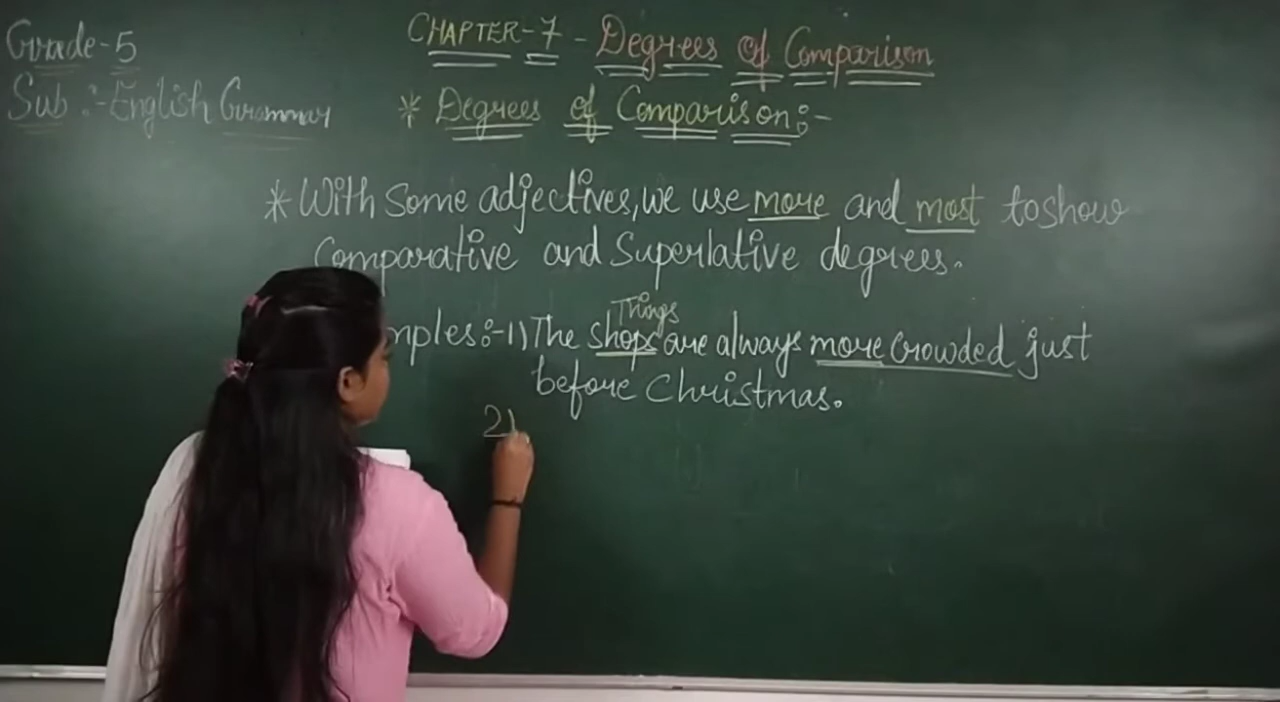 Grade-5
Sub :-English Grammar
CHAPTER-7 - Degrees of Comparison
* Degrees of Comparison:-
* With Some adjectives, we use more and most to show
Comparative and Superlative degrees.
Things
mples:-1) The shops are always more Crowded just
before Christmas.
2)